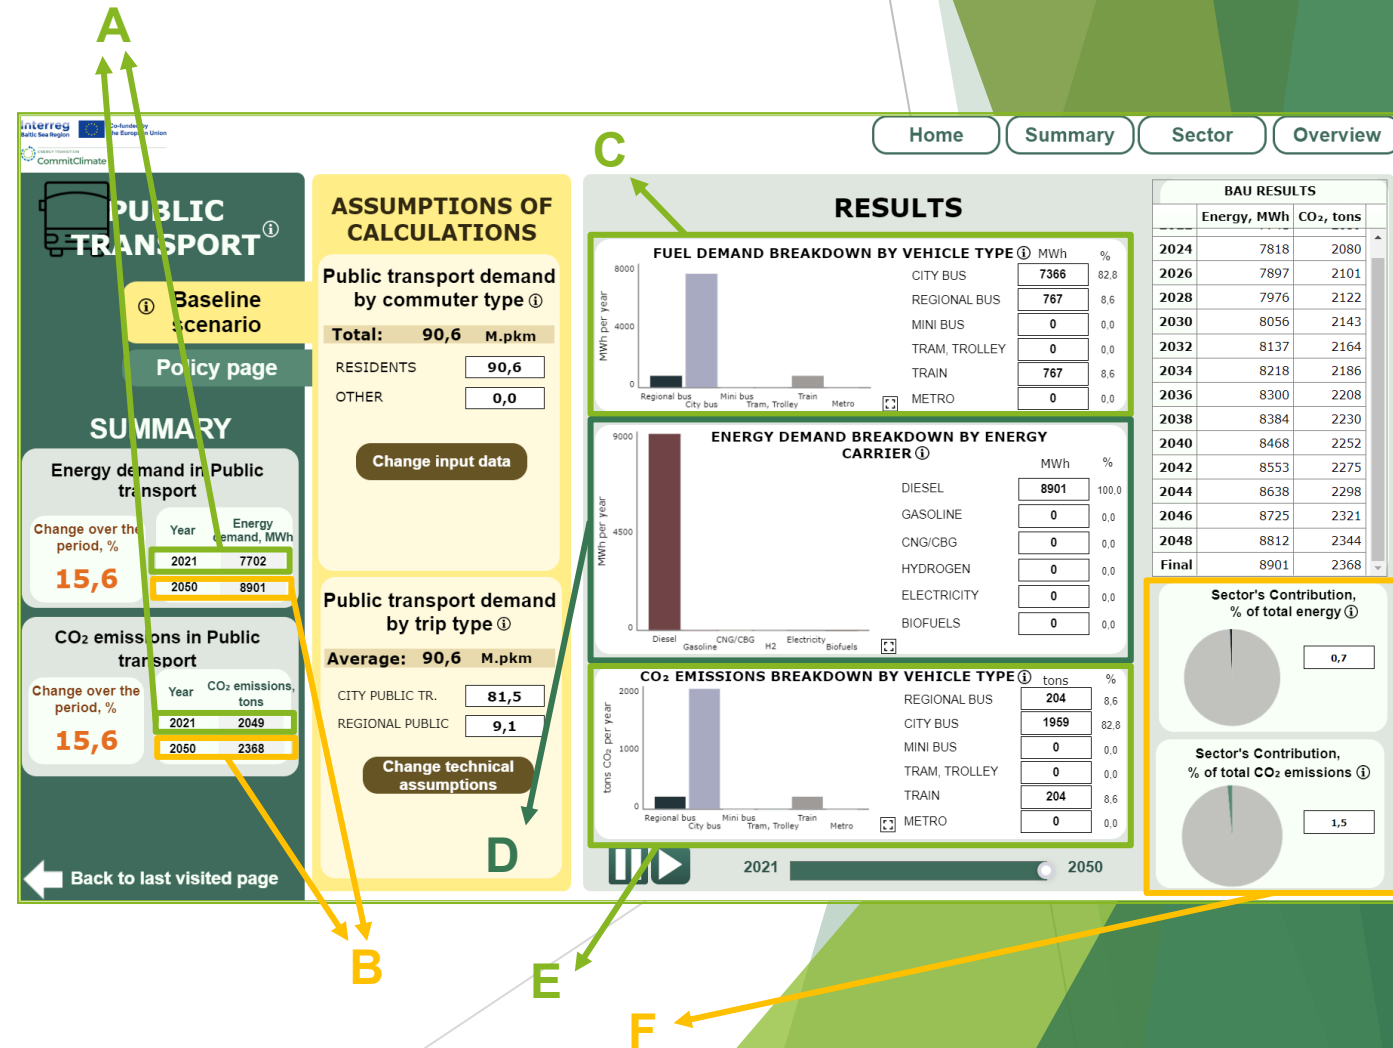 A
Interreg
Baltic Sea Region
Co-funded by
the European Union
ENERGY TRANSITION
CommitClimate
C
Home
Summary
Sector
Overview
PUBLIC
TRANSPORT
Baseline
scenario
Policy page
SUMMARY
Energy demand in Public
transport
Change over the
period, %
15,6
Year
Energy
demand, MWh
2021 7702
2050 8901
CO₂ emissions in Public
transport
Change over the
period, %
15,6
Year
CO₂ emissions,
tons
2021 2049
2050 2368
Back to last visited page
ASSUMPTIONS OF
CALCULATIONS
Public transport demand
by commuter type
Total: 90,6 M.pkm
RESIDENTS 90,6
OTHER 0,0
Change input data
Public transport demand
by trip type
Average: 90,6 M.pkm
CITY PUBLIC TR. 81,5
REGIONAL PUBLIC 9,1
Change technical
assumptions
RESULTS
FUEL DEMAND BREAKDOWN BY VEHICLE TYPE MWh %
8000
4000
0
MWh per year
Regional bus
City bus
Mini bus
Tram, Trolley
Train
Metro
CITY BUS 7366 82,8
REGIONAL BUS 767 8,6
MINI BUS 0 0,0
TRAM, TROLLEY 0 0,0
TRAIN 767 8,6
METRO 0 0,0
ENERGY DEMAND BREAKDOWN BY ENERGY
CARRIER
MWh %
9000
4500
0
MWh per year
Diesel
Gasoline
CNG/CBG
H2
Electricity
Biofuels
DIESEL 8901 100,0
GASOLINE 0 0,0
CNG/CBG 0 0,0
HYDROGEN 0 0,0
ELECTRICITY 0 0,0
BIOFUELS 0 0,0
CO₂ EMISSIONS BREAKDOWN BY VEHICLE TYPE tons %
2000
1000
0
tons CO₂ per year
Regional bus
City bus
Mini bus
Tram, Trolley
Train
Metro
REGIONAL BUS 204 8,6
CITY BUS 1959 82,8
MINI BUS 0 0,0
TRAM, TROLLEY 0 0,0
TRAIN 204 8,6
METRO 0 0,0
2021
2050
BAU RESULTS
Energy, MWh CO₂, tons
2024 7818 2080
2026 7897 2101
2028 7976 2122
2030 8056 2143
2032 8137 2164
2034 8218 2186
2036 8300 2208
2038 8384 2230
2040 8468 2252
2042 8553 2275
2044 8638 2298
2046 8725 2321
2048 8812 2344
Final 8901 2368
Sector's Contribution,
% of total energy
0,7
Sector's Contribution,
% of total CO₂ emissions
1,5
D
B
E
F